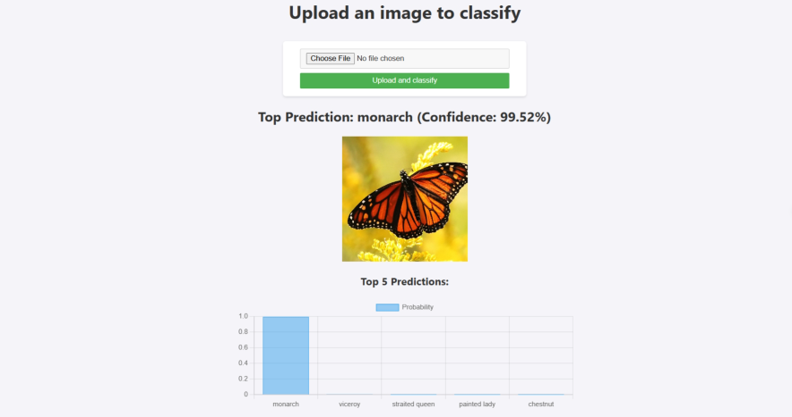 Upload an image to classify
Choose File No file chosen
Upload and classify
Top Prediction: monarch (Confidence: 99.52%)
Top 5 Predictions:
Probability
1.0
0.8
0.6
0.4
0.2
0
monarch viceroy straited queen painted lady chestnut